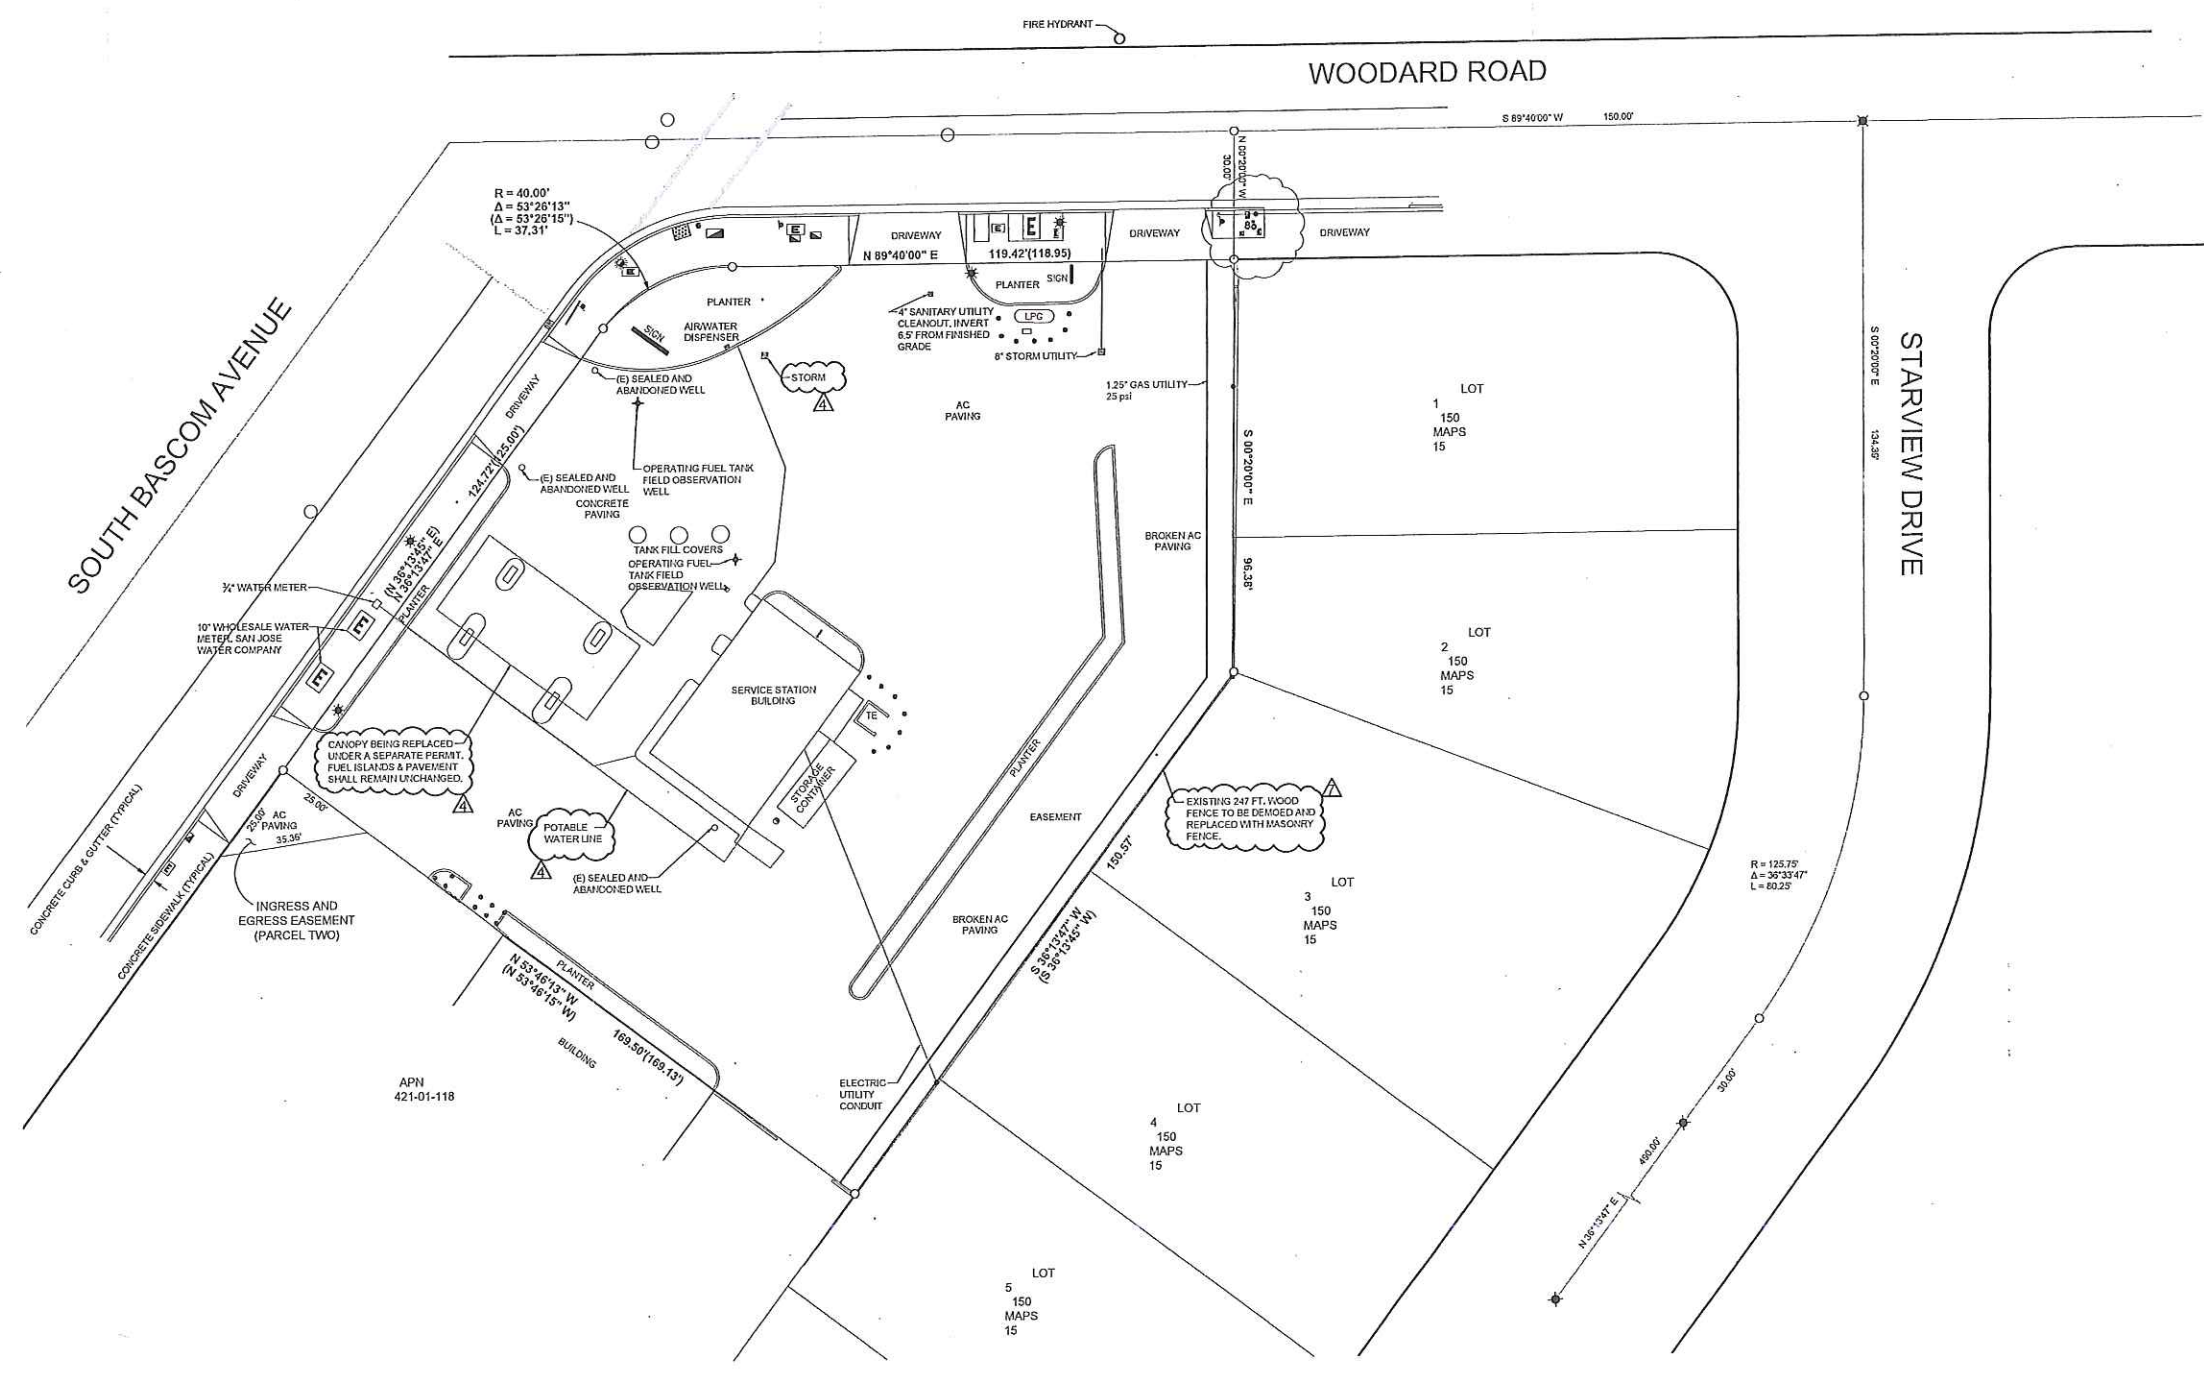 FIRE HYDRANT
WOODARD ROAD
S 89°40'00" W 150.00'
N 00°20'00" W
30.00'
R = 40.00'
Δ = 53°26'13"
(Δ = 53°26'15")
L = 37.31'
DRIVEWAY
N 89°40'00" E 119.42'(118.95)
DRIVEWAY
DRIVEWAY
PLANTER
SIGN
PLANTER
SIGN
AIR/WATER
DISPENSER
4" SANITARY UTILITY
CLEANOUT, INVERT
6.5' FROM FINISHED
GRADE
LPG
8" STORM UTILITY
STORM
4
SOUTH BASCOM AVENUE
STARVIEW DRIVE
S 00°20'00" E 134.39'
(E) SEALED AND
ABANDONED WELL
DRIVEWAY
124.72'(125.00')
1.25" GAS UTILITY
25 psi
AC
PAVING
LOT
1
150
MAPS
15
S 00°20'00" E 96.38'
OPERATING FUEL TANK
FIELD OBSERVATION
WELL
(E) SEALED AND
ABANDONED WELL
CONCRETE
PAVING
TANK FILL COVERS
OPERATING FUEL
TANK FIELD
OBSERVATION WELL
BROKEN AC
PAVING
(N 36°13'45" E)
N 36°13'47" E
PLANTER
¾" WATER METER
10" WHOLESALE WATER
METER, SAN JOSE
WATER COMPANY
LOT
2
150
MAPS
15
SERVICE STATION
BUILDING
TE
STORAGE
CONTAINER
PLANTER
CANOPY BEING REPLACED
UNDER A SEPARATE PERMIT.
FUEL ISLANDS & PAVEMENT
SHALL REMAIN UNCHANGED.
4
DRIVEWAY
25.00'
25.00'
AC
PAVING
35.36'
AC
PAVING
POTABLE
WATER LINE
4
EASEMENT
EXISTING 247 FT. WOOD
FENCE TO BE DEMOED AND
REPLACED WITH MASONRY
FENCE.
7
150.57'
S 36°13'47" W
(S 36°13'45" W)
CONCRETE CURB & GUTTER (TYPICAL)
CONCRETE SIDEWALK (TYPICAL)
INGRESS AND
EGRESS EASEMENT
(PARCEL TWO)
(E) SEALED AND
ABANDONED WELL
BROKEN AC
PAVING
LOT
3
150
MAPS
15
R = 125.75'
Δ = 36°33'47"
L = 80.25'
PLANTER
N 53°46'13" W
(N 53°46'15" W)
169.50'(169.13')
BUILDING
APN
421-01-118
ELECTRIC
UTILITY
CONDUIT
LOT
4
150
MAPS
15
30.00'
490.00'
N 36°13'47" E
LOT
5
150
MAPS
15